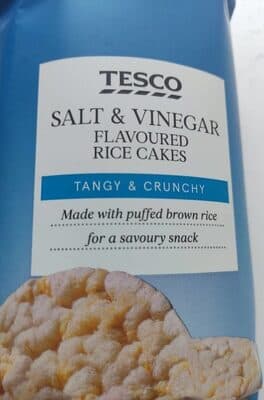 TESCO
SALT & VINEGAR
FLAVOURED
RICE CAKES
TANGY & CRUNCHY
Made with puffed brown rice
for a savoury snack